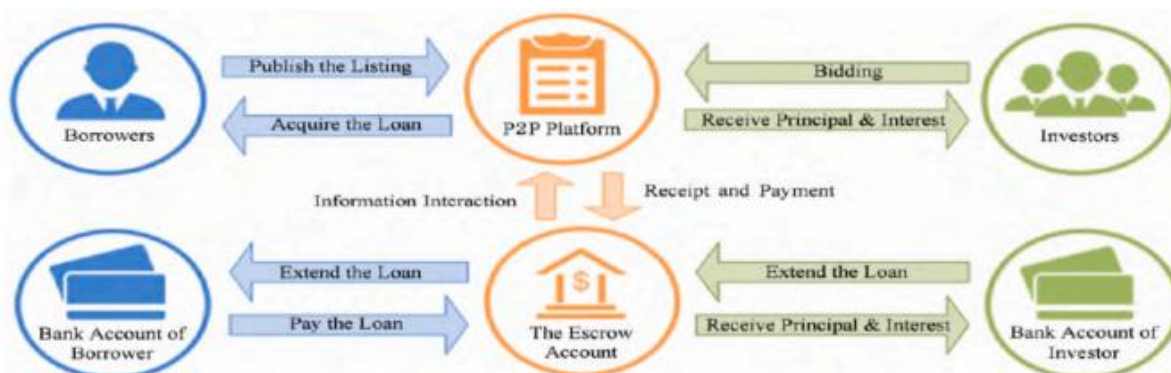 Publish the Listing
Bidding
Acquire the Loan
Receive Principal & Interest
Borrowers
P2P Platform
Investors
Information Interaction
Receipt and Payment
Extend the Loan
Extend the Loan
$
Pay the Loan
Receive Principal & Interest
Bank Account of
Borrower
The Escrow
Account
Bank Account of
Investor